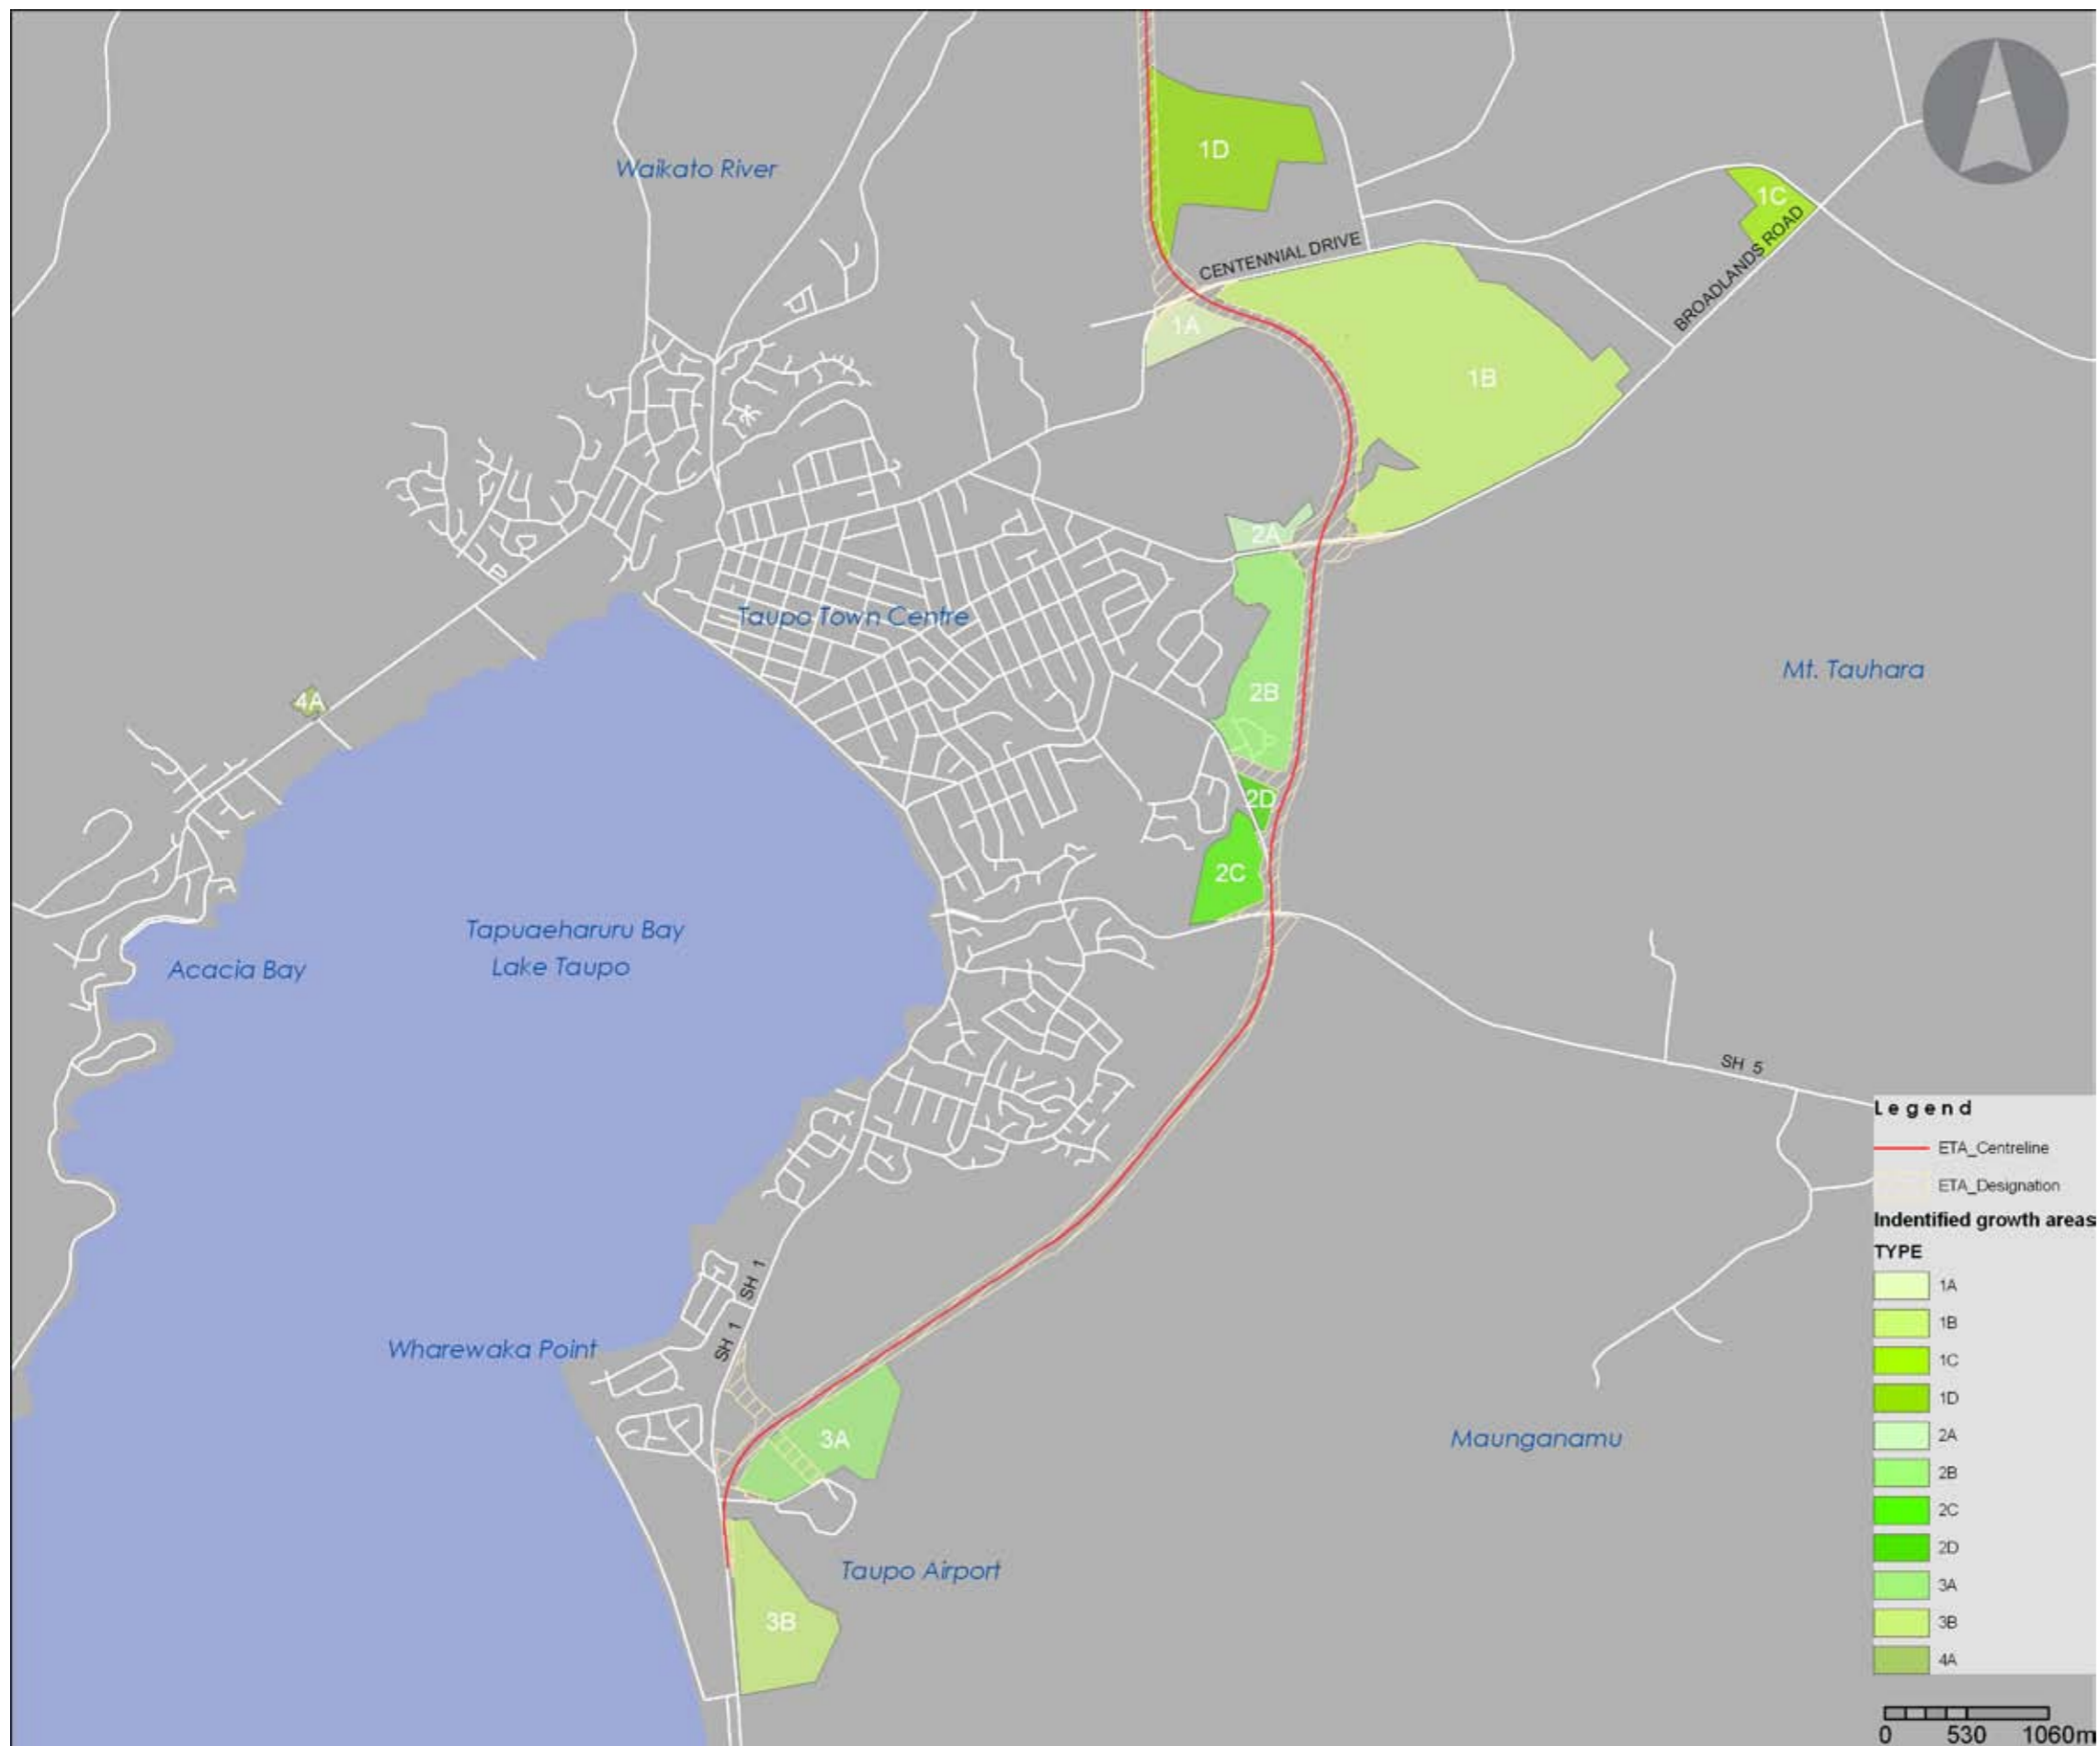 1D
Waikato River
1C
CENTENNIAL DRIVE
BROADLANDS ROAD
1A
1B
2A
Taupo Town Centre
Mt. Tauhara
2B
4A
2D
2C
Tapuaeharuru Bay
Lake Taupo
Acacia Bay
SH 5
SH 1
SH 1
Wharewaka Point
3A
Maunganamu
Taupo Airport
3B
Legend
ETA_Centreline
ETA_Designation
Indentified growth areas
TYPE
1A
1B
1C
1D
2A
2B
2C
2D
3A
3B
4A
0 530 1060m